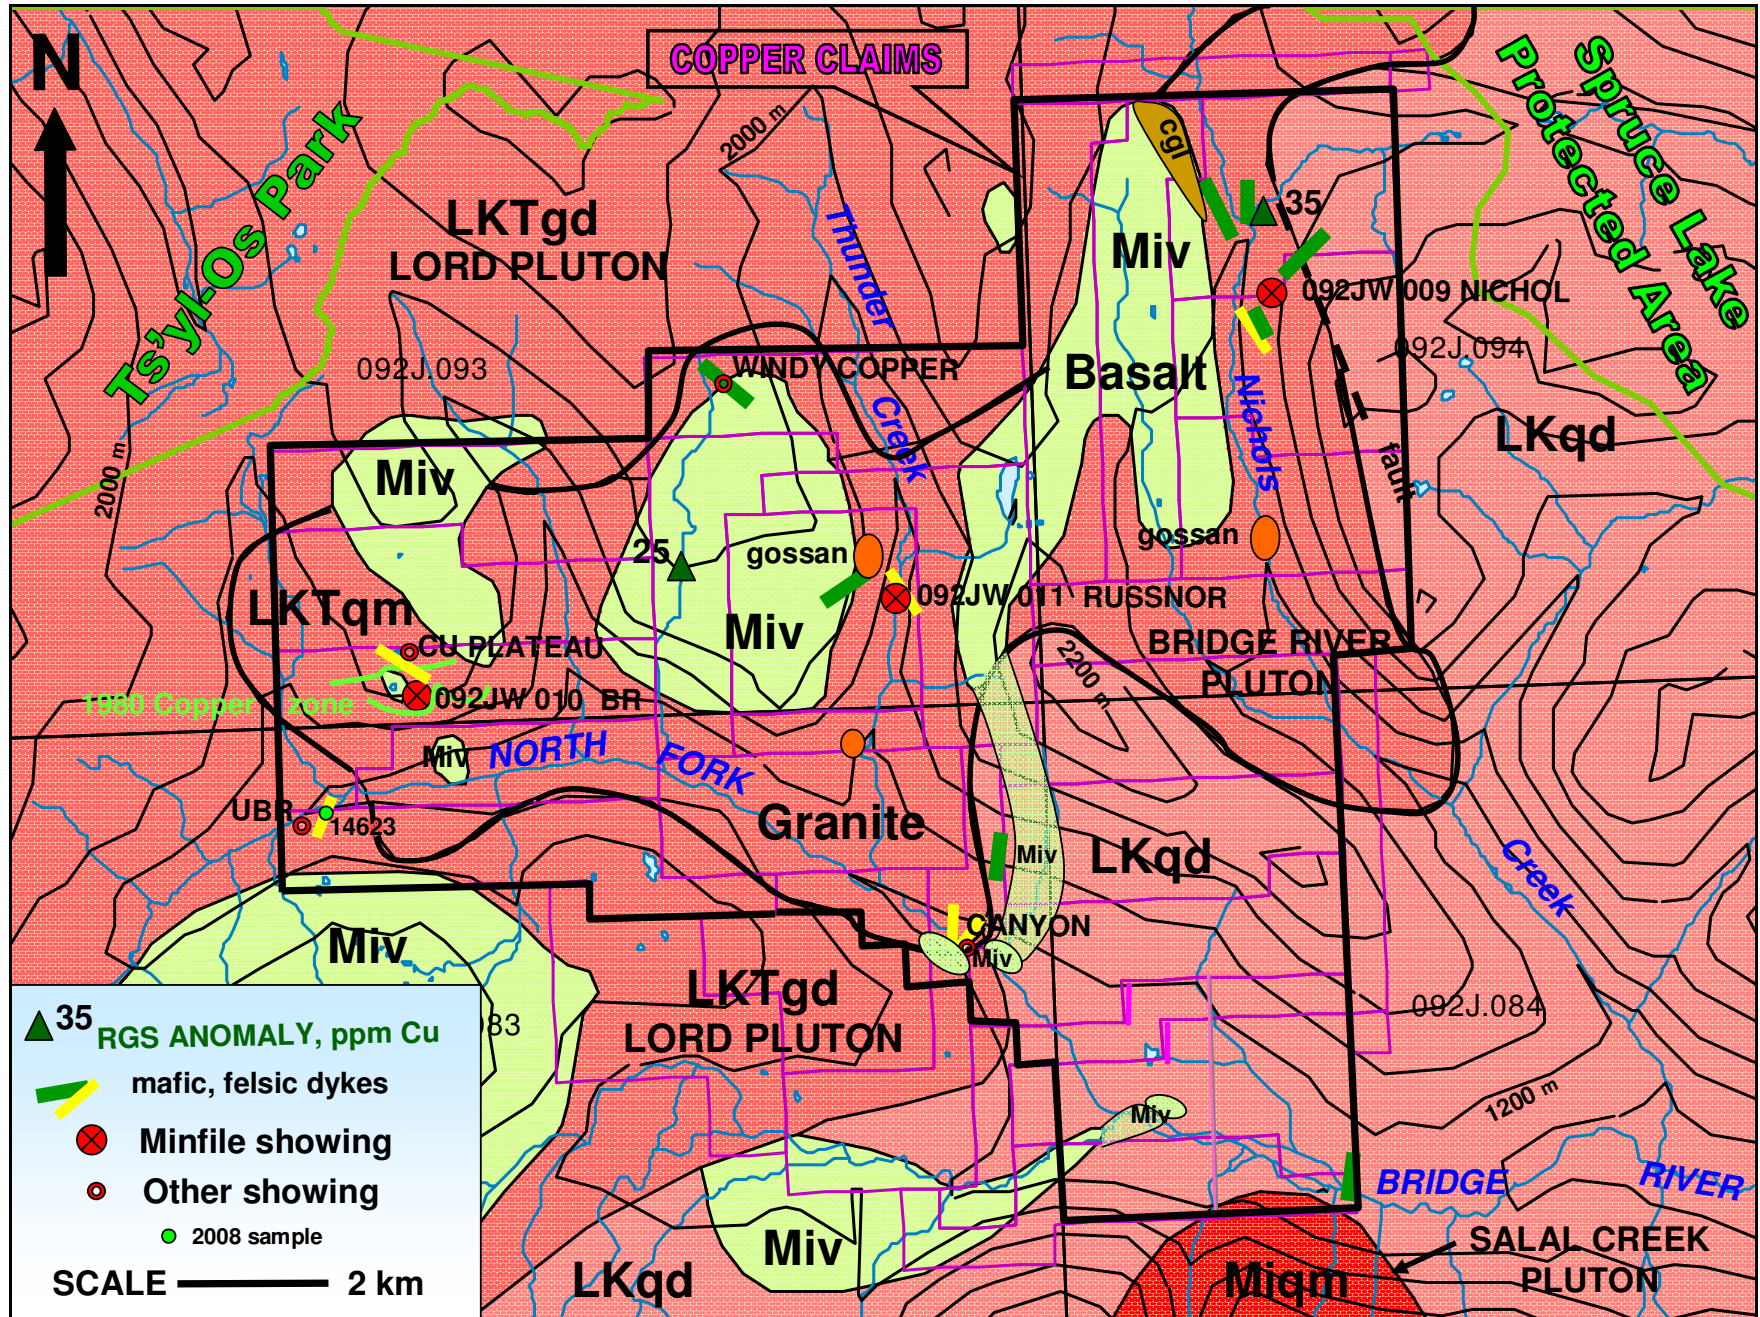 N
COPPER CLAIMS
Spruce Lake
Protected Area
Ts'yl-Os Park
2000 m
cgl
LKTgd
LORD PLUTON
Thunder
Creek
Miv
35
092JW 009 NICHOL
092J.093
092J.094
WINDY COPPER
Basalt
Nichols
LKqd
fault
2000 m
Miv
25
gossan
gossan
LKTqm
092JW 011 RUSSNOR
Miv
CU PLATEAU
BRIDGE RIVER
PLUTON
2200 m
1980 Copper zone
092JW 010 BR
Miv
NORTH
FORK
UBR
14623
Granite
Miv
LKqd
Creek
CANYON
Miv
Miv
LKTgd
LORD PLUTON
092J.084
83
35
RGS ANOMALY, ppm Cu
mafic, felsic dykes
Minfile showing
Other showing
2008 sample
SCALE
2 km
Miv
1200 m
BRIDGE
RIVER
Miv
LKqd
Miqm
SALAL CREEK
PLUTON